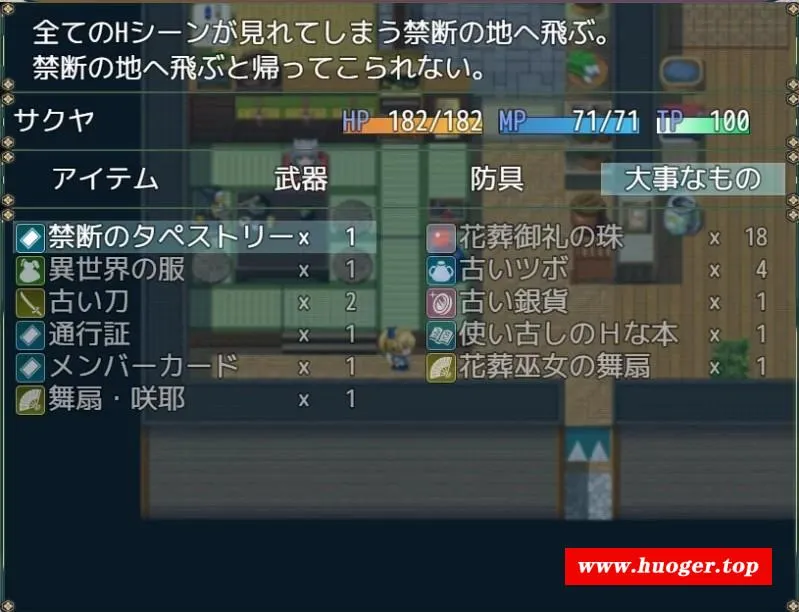 全てのHシーンが見れてしまう禁断の地へ飛ぶ。
禁断の地へ飛ぶと帰ってこられない。
サクヤ HP 182/182 MP 71/71 TP 100
アイテム 武器 防具 大事なもの
禁断のタペストリー x 1 花葬御礼の珠 x 18
異世界の服 x 1 古いツボ x 4
古い刀 x 2 古い銀貨 x 1
通行証 x 1 使い古しのHな本 x 1
メンバーカード x 1 花葬巫女の舞扇 x 1
舞扇・咲耶 x 1
www.huoger.top